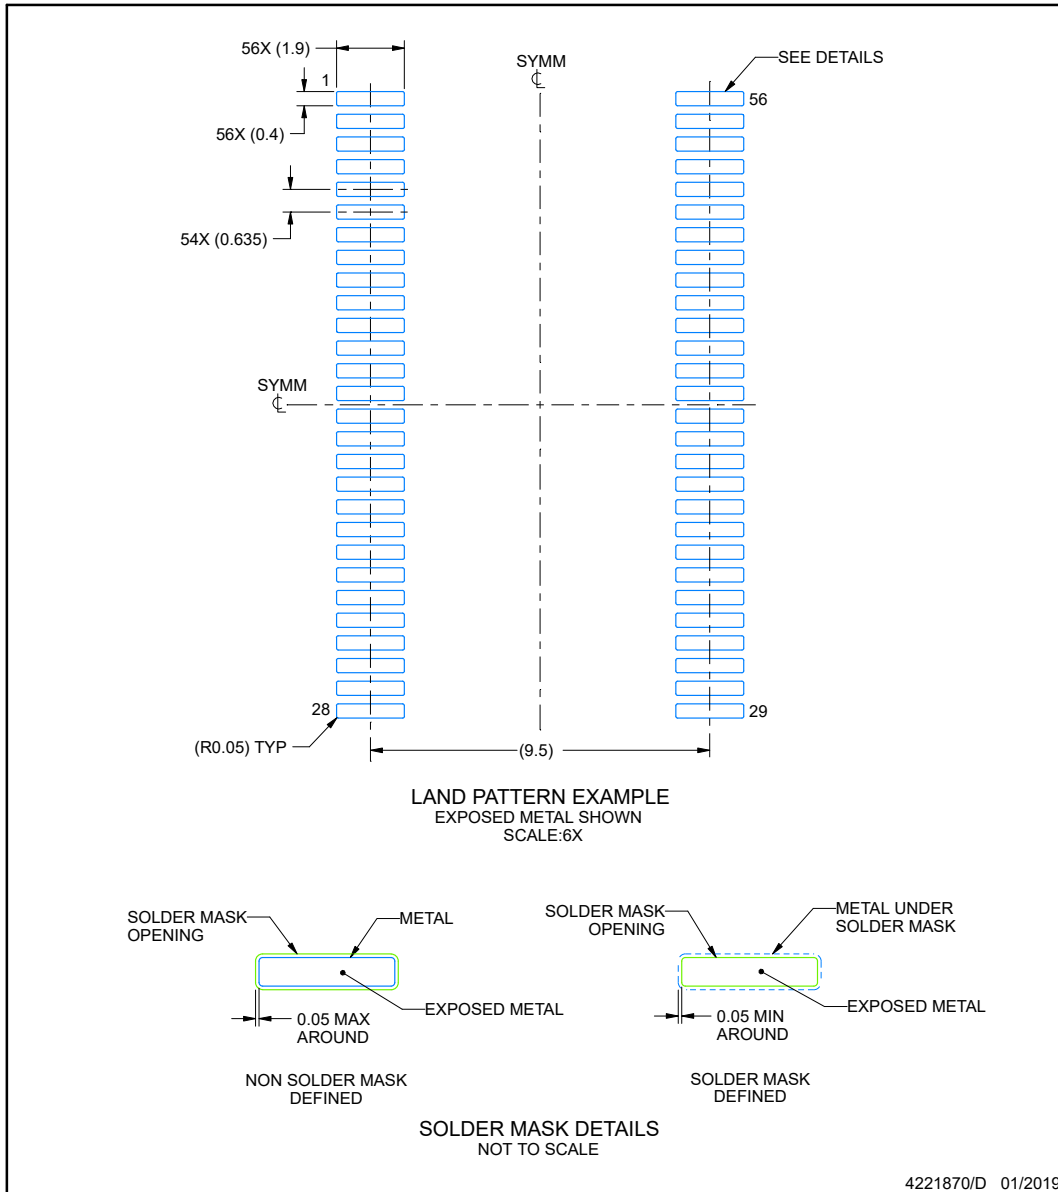 56X (1.9)
SYMM
℄
SEE DETAILS
1
56
56X (0.4)
54X (0.635)
SYMM
℄
28
29
(R0.05) TYP
(9.5)
LAND PATTERN EXAMPLE
EXPOSED METAL SHOWN
SCALE:6X
SOLDER MASK
OPENING
METAL
SOLDER MASK
OPENING
METAL UNDER
SOLDER MASK
EXPOSED METAL
EXPOSED METAL
0.05 MAX
AROUND
0.05 MIN
AROUND
NON SOLDER MASK
DEFINED
SOLDER MASK
DEFINED
SOLDER MASK DETAILS
NOT TO SCALE
4221870/D 01/2019